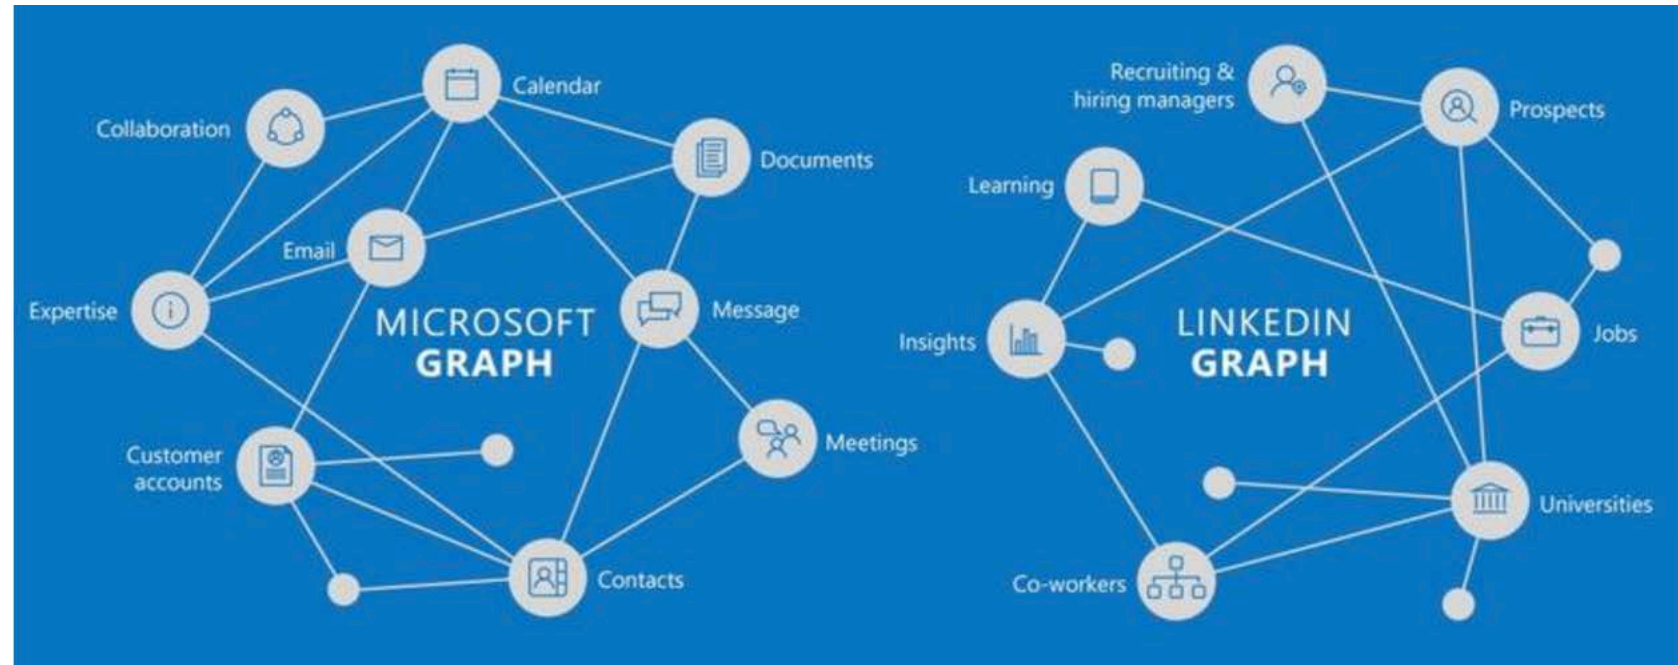 Calendar
Collaboration
Documents
Email
Expertise
MICROSOFT
GRAPH
Message
Customer
accounts
Meetings
Contacts
Recruiting &
hiring managers
Prospects
Learning
Insights
LINKEDIN
GRAPH
Jobs
Universities
Co-workers